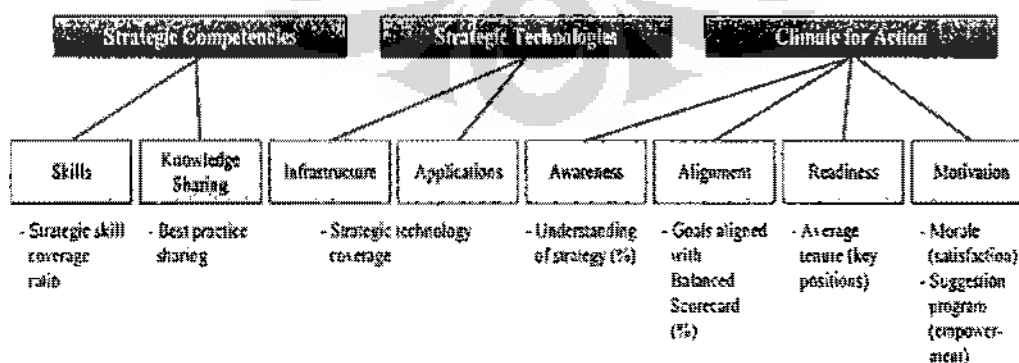 Strategic Competencies
Strategic Technologies
Climate for Action
Skills
Knowledge
Sharing
Infrastructure
Applications
Awareness
Alignment
Readiness
Motivation
- Strategic skill
coverage
ratio
- Best practice
sharing
- Strategic technology
coverage
- Understanding
of strategy (%)
- Goals aligned
with
Balanced
Scorecard
(%)
- Average
tenure (key
positions)
- Morale
(satisfaction)
- Suggestion
program
(empower-
ment)